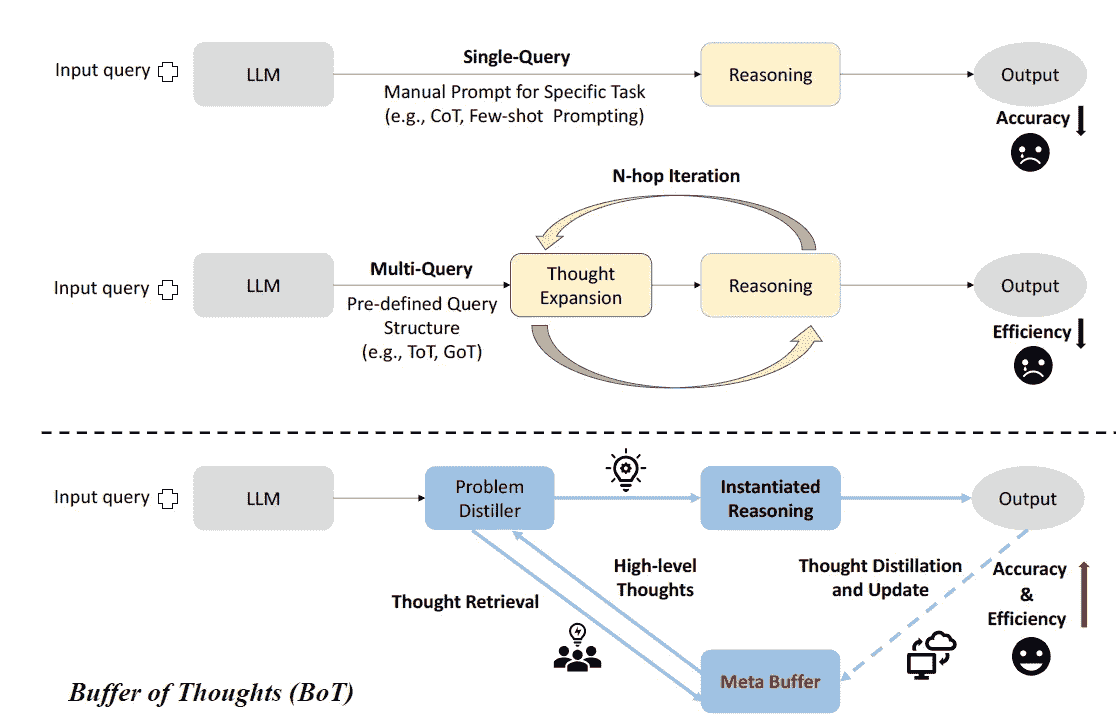 Input query
LLM
Single-Query
Manual Prompt for Specific Task
(e.g., CoT, Few-shot Prompting)
Reasoning
Output
Accuracy
N-hop Iteration
Input query
LLM
Multi-Query
Pre-defined Query
Structure
(e.g., ToT, GoT)
Thought
Expansion
Reasoning
Output
Efficiency
Input query
LLM
Problem
Distiller
Instantiated
Reasoning
Output
Thought Retrieval
High-level
Thoughts
Thought Distillation
and Update
Accuracy
&
Efficiency
Meta Buffer
Buffer of Thoughts (BoT)